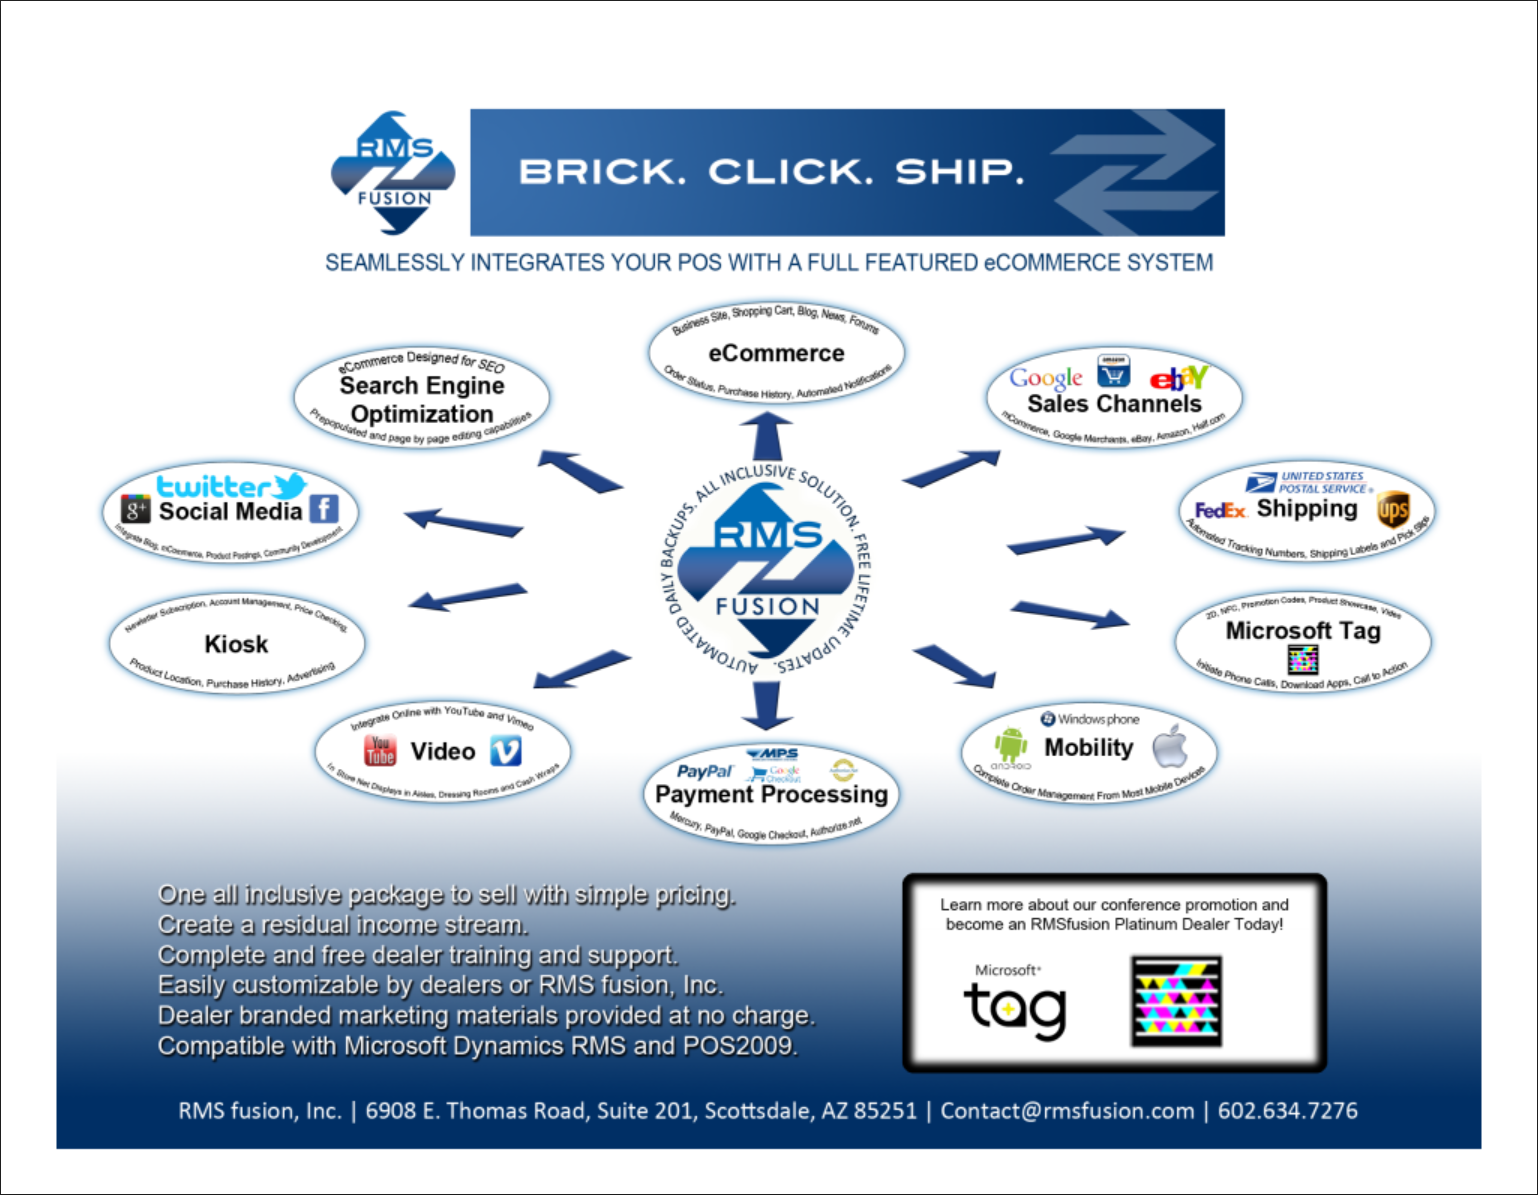 RMS
FUSION
BRICK. CLICK. SHIP.
SEAMLESSLY INTEGRATES YOUR POS WITH A FULL FEATURED eCOMMERCE SYSTEM
Business Site, Shopping Cart, Blog, News, Forums
eCommerce
Order Status, Purchase History, Automated Notifications
eCommerce Designed for SEO
Search Engine
Optimization
Prepopulated and page by page editing capabilities
Google amazon ebaY
Sales Channels
mCommerce, Google Merchants, eBay, Amazon, Half.com
twitter
g+ Social Media f
Integrate Blog, mCommerce, Product Postings, Community Development
UNITED STATES
POSTAL SERVICE®
FedEx Shipping ups
Automated Tracking Numbers, Shipping Labels and Pick Slips
AUTOMATED DAILY BACKUPS. ALL INCLUSIVE SOLUTION. FREE LIFETIME UPDATES.
RMS
FUSION
Newsletter Subscription, Account Management, Price Checking,
Kiosk
Product Location, Purchase History, Advertising
2D, NFC, Promotion Codes, Product Showcase, Video
Microsoft Tag
Initiate Phone Calls, Download Apps, Call to Action
Integrate Online with YouTube and Vimeo
You
Tube Video V
In Store Net Displays in Aisles, Dressing Rooms and Cash Wraps
MPS
PayPal Google
Checkout Authorize.Net
Payment Processing
Mercury, PayPal, Google Checkout, Authorize.net
Windows phone
Mobility
ANDROID
Complete Order Management From Most Mobile Devices
One all inclusive package to sell with simple pricing.
Create a residual income stream.
Complete and free dealer training and support.
Easily customizable by dealers or RMS fusion, Inc.
Dealer branded marketing materials provided at no charge.
Compatible with Microsoft Dynamics RMS and POS2009.
Learn more about our conference promotion and
become an RMSfusion Platinum Dealer Today!
Microsoft®
tag
RMS fusion, Inc. | 6908 E. Thomas Road, Suite 201, Scottsdale, AZ 85251 | Contact@rmsfusion.com | 602.634.7276